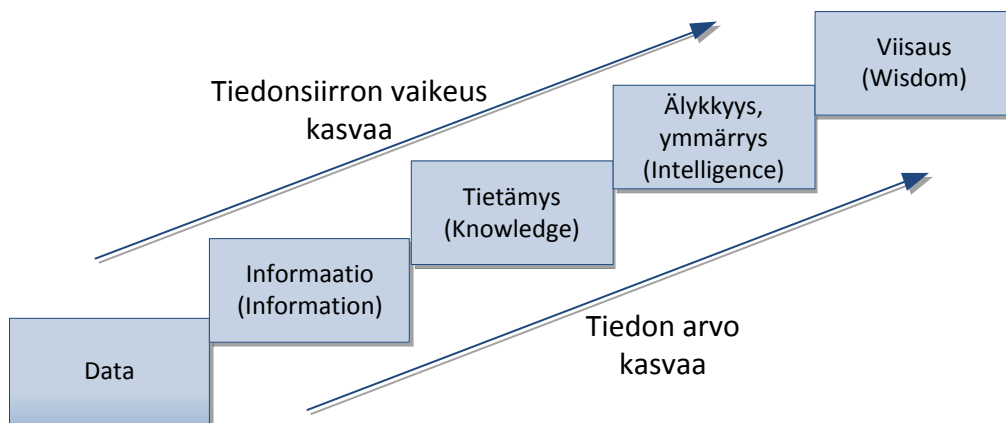 Viisaus
(Wisdom)
Tiedonsiirron vaikeus
kasvaa
Älykkyys,
ymmärrys
(Intelligence)
Tietämys
(Knowledge)
Informaatio
(Information)
Tiedon arvo
kasvaa
Data